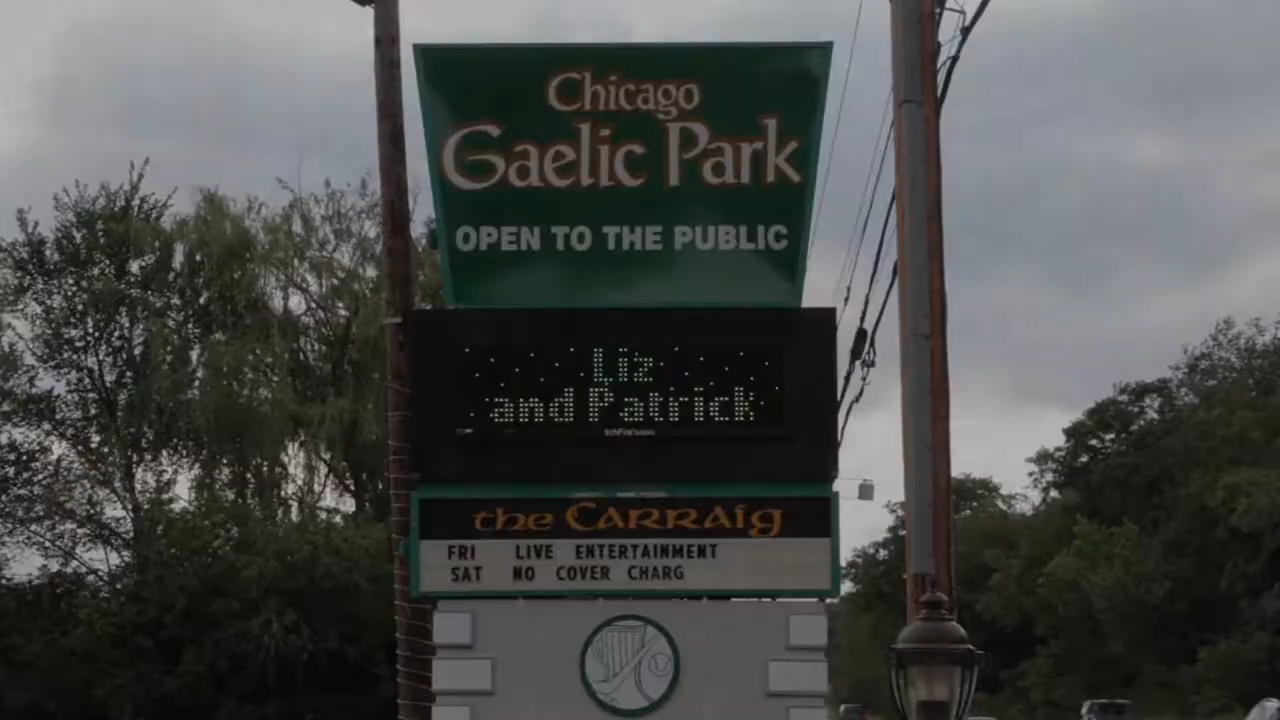 Chicago
Gaelic Park
OPEN TO THE PUBLIC
Liz
and Patrick
the CARRAIG
FRI LIVE ENTERTAINMENT
SAT NO COVER CHARG